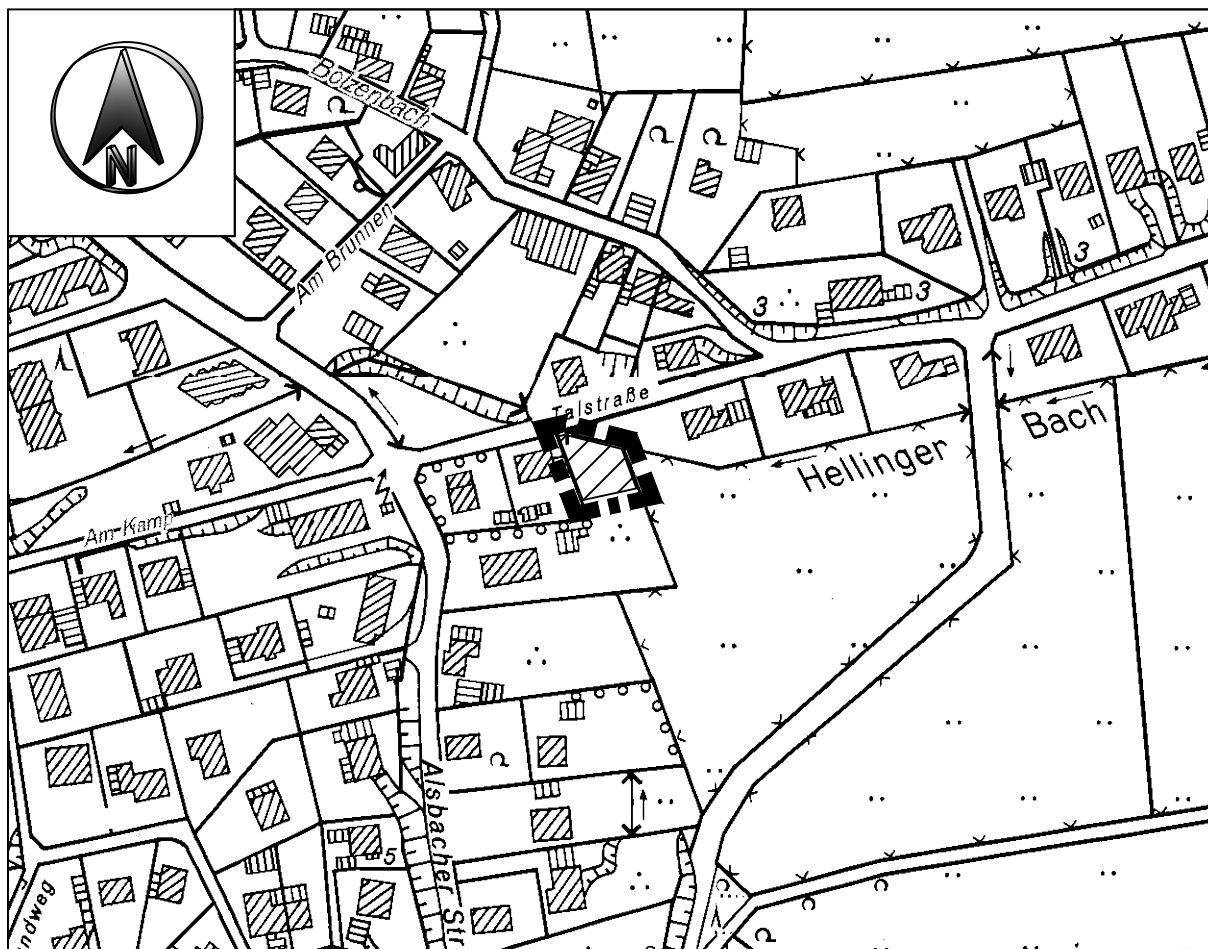 N
Bolzenbach
Am Brunnen
3
3
3
Talstraße
Hellinger
Bach
Am Kamp
5
Alsbacher Str